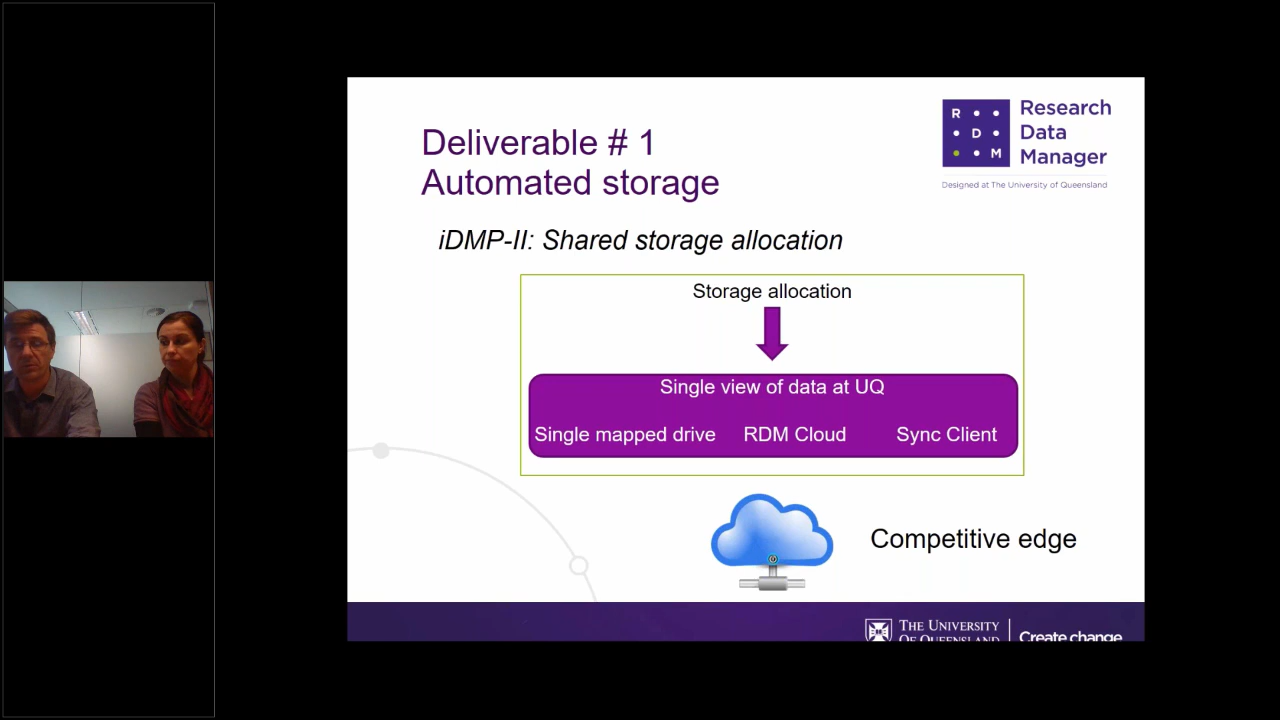 Deliverable # 1
Automated storage
R
D
M
Research
Data
Manager
Designed at The University of Queensland
iDMP-II: Shared storage allocation
Storage allocation
Single view of data at UQ
Single mapped drive RDM Cloud Sync Client
Competitive edge
THE UNIVERSITY
OF QUEENSLAND
Create change